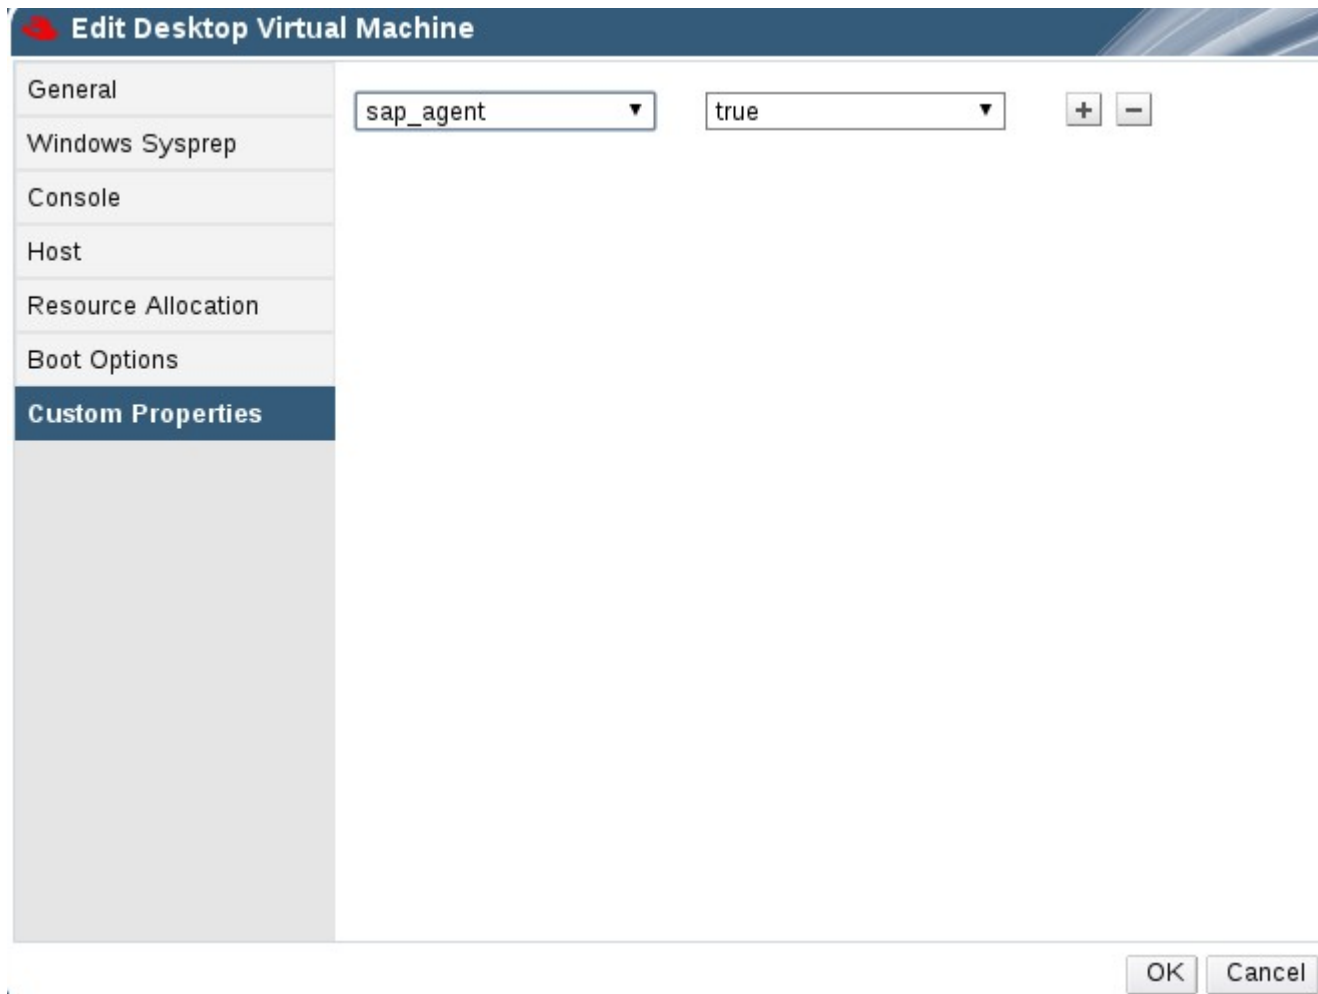 Edit Desktop Virtual Machine
General
Windows Sysprep
Console
Host
Resource Allocation
Boot Options
Custom Properties
sap_agent true + −
OK Cancel